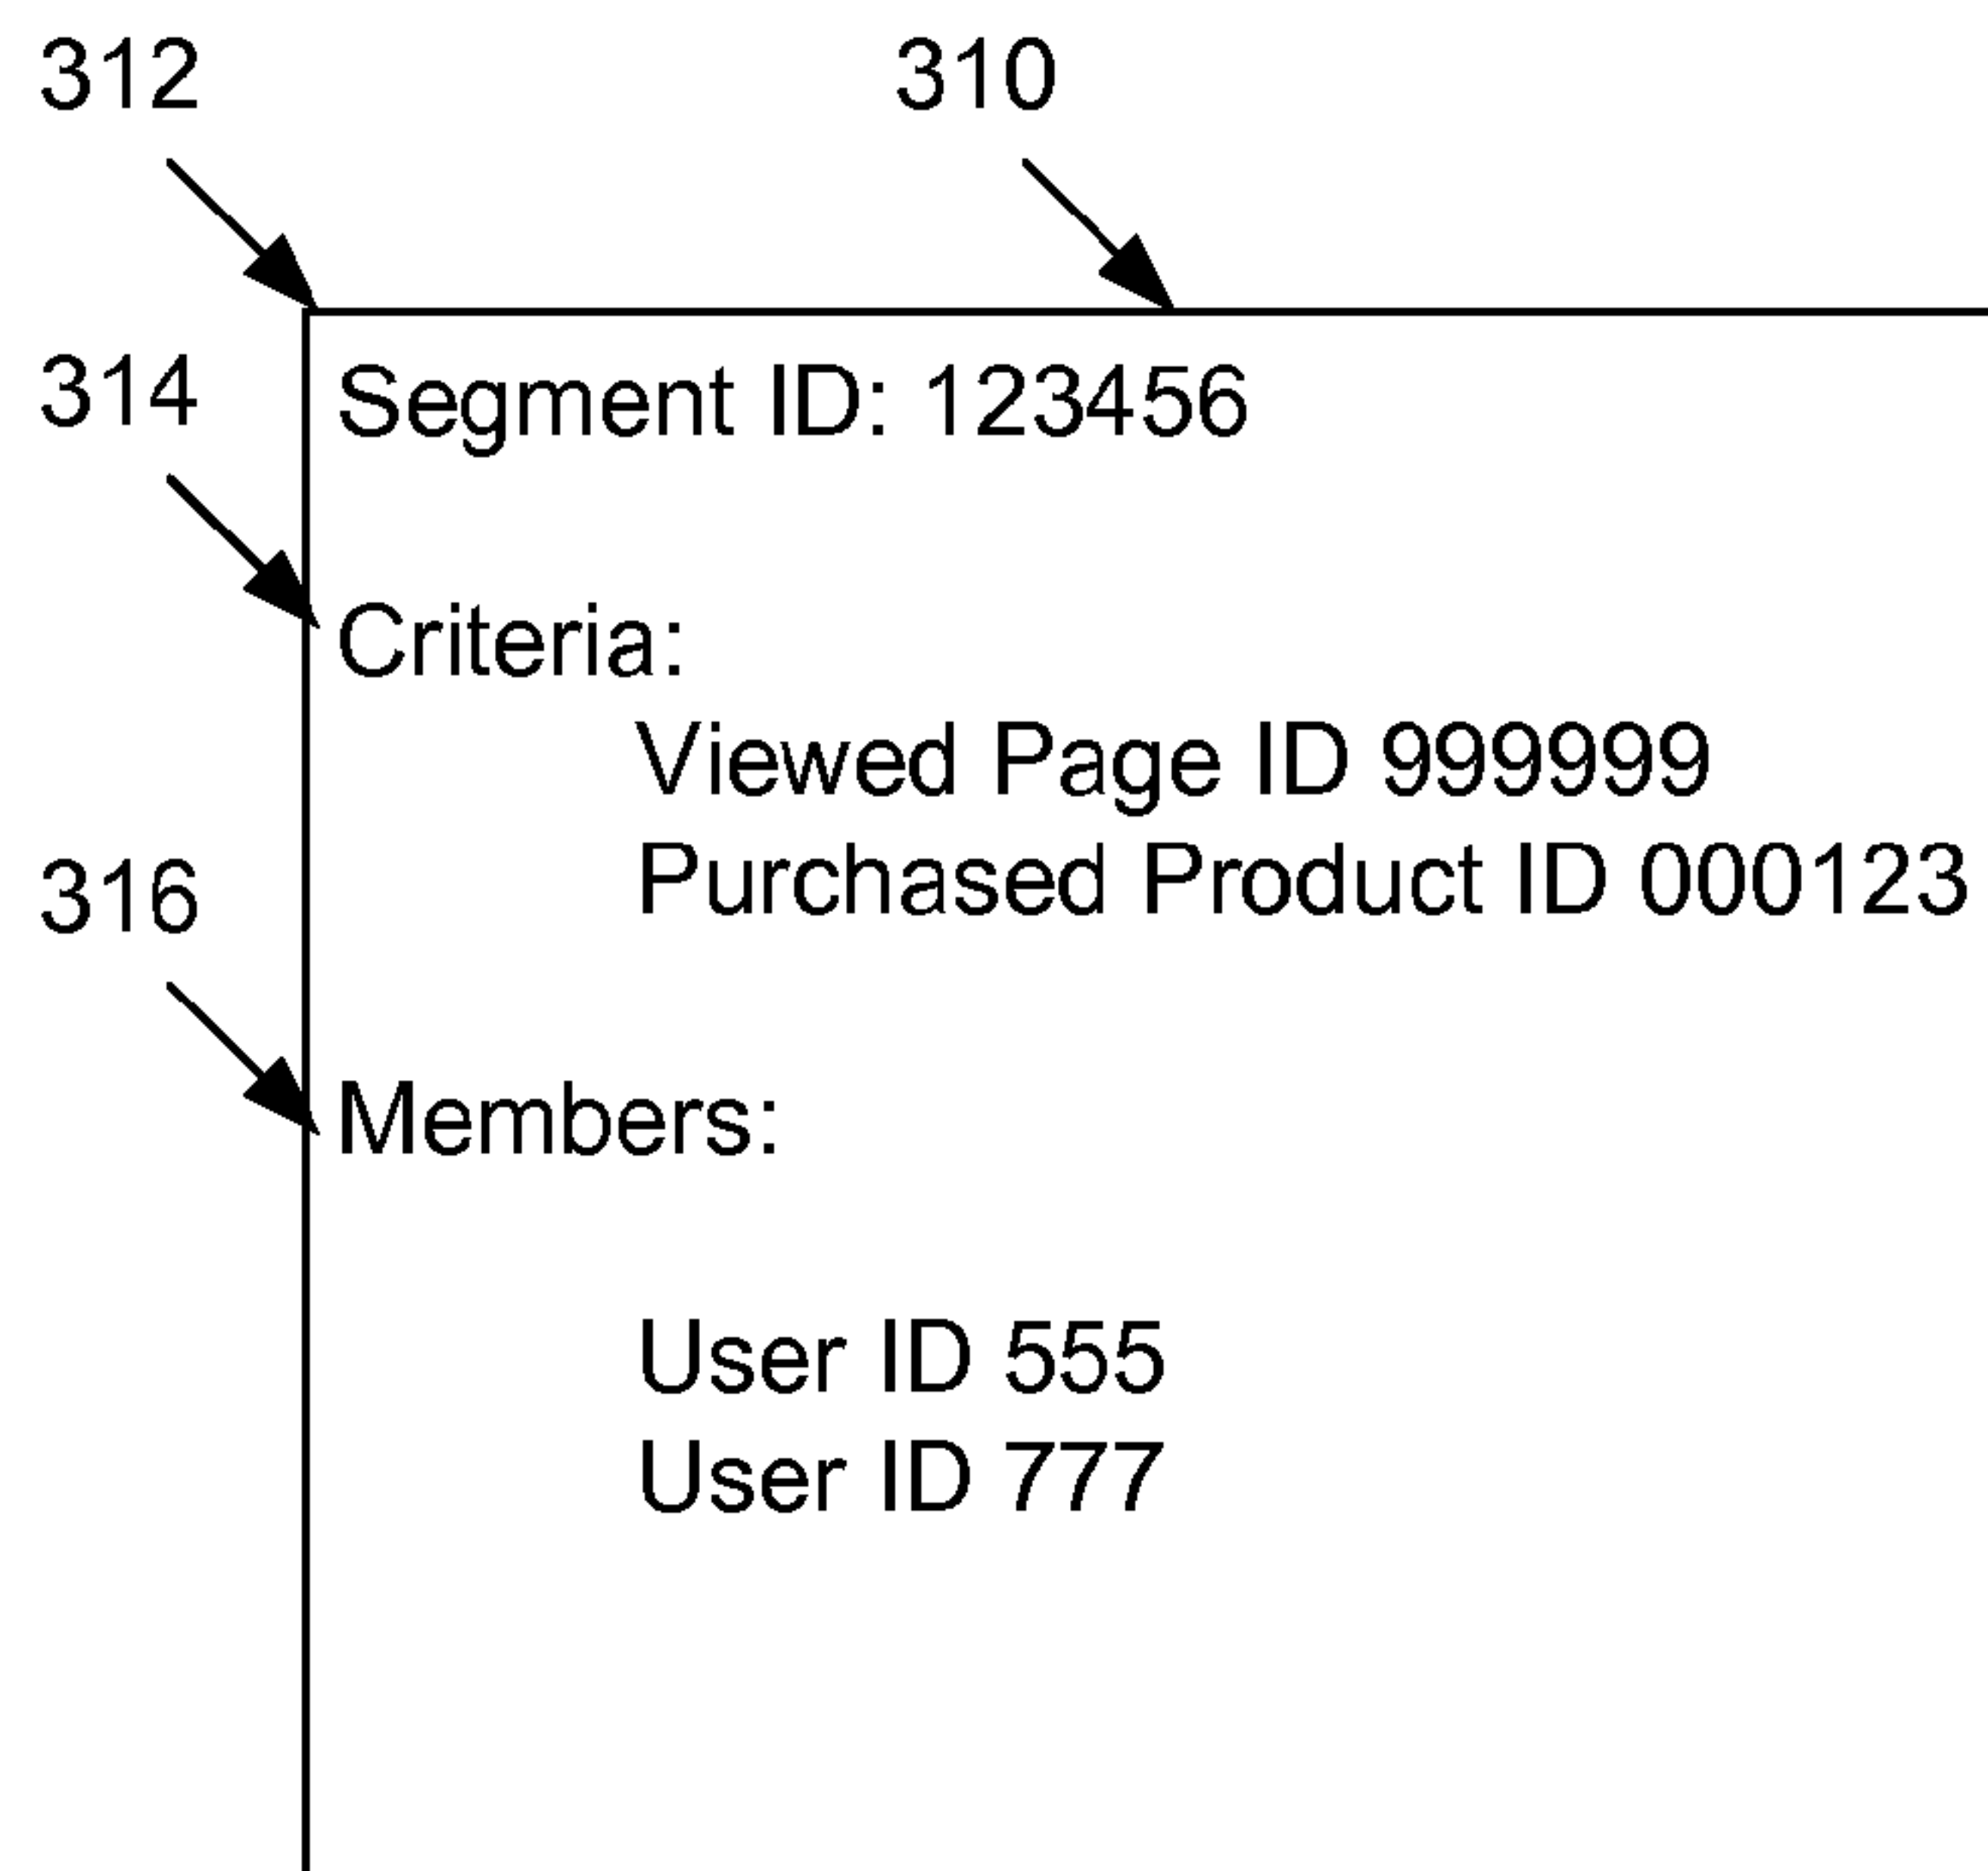 312
310
314
Segment ID: 123456
Criteria:
Viewed Page ID 999999
316
Purchased Product ID 000123
Members:
User ID 555
User ID 777